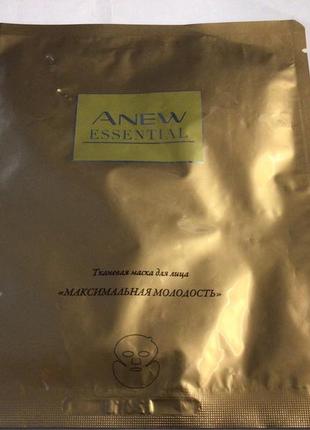 ANEW
ESSENTIAL
Тканевая маска для лица
«МАКСИМАЛЬНАЯ МОЛОДОСТЬ»